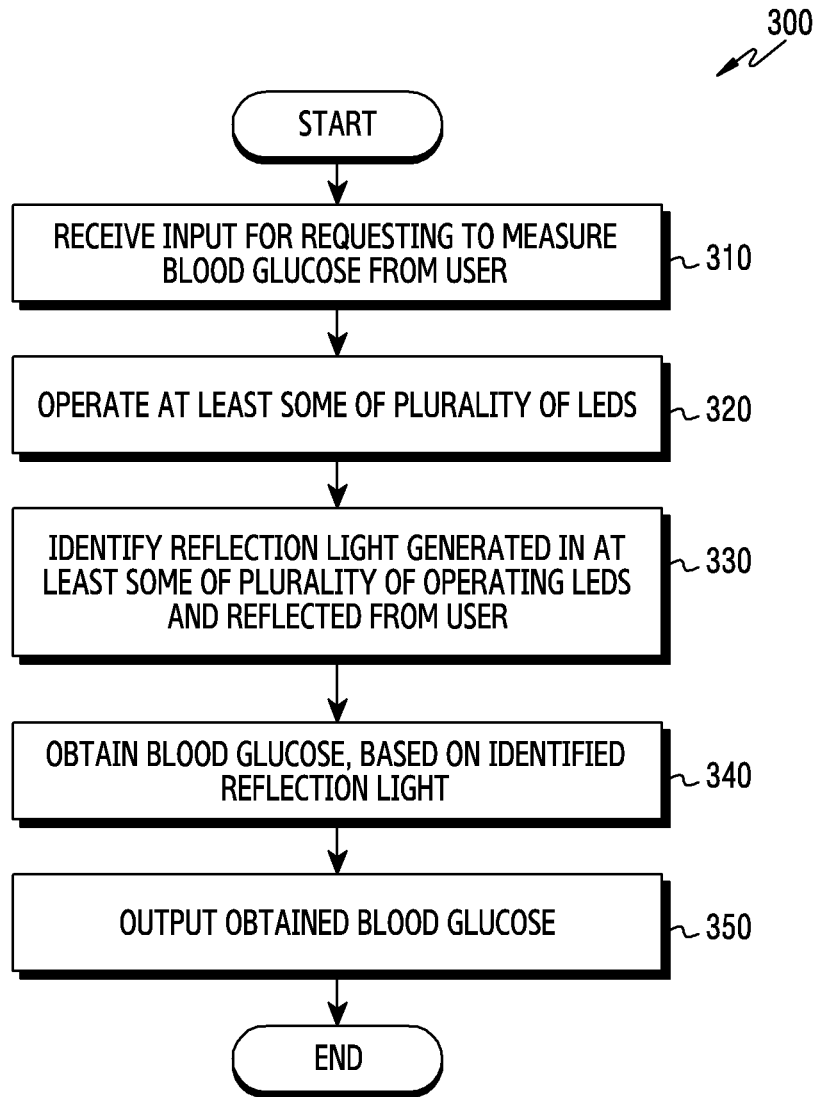 300
START
RECEIVE INPUT FOR REQUESTING TO MEASURE
BLOOD GLUCOSE FROM USER
310
OPERATE AT LEAST SOME OF PLURALITY OF LEDS
320
IDENTIFY REFLECTION LIGHT GENERATED IN AT
LEAST SOME OF PLURALITY OF OPERATING LEDS
AND REFLECTED FROM USER
330
OBTAIN BLOOD GLUCOSE, BASED ON IDENTIFIED
REFLECTION LIGHT
340
OUTPUT OBTAINED BLOOD GLUCOSE
350
END